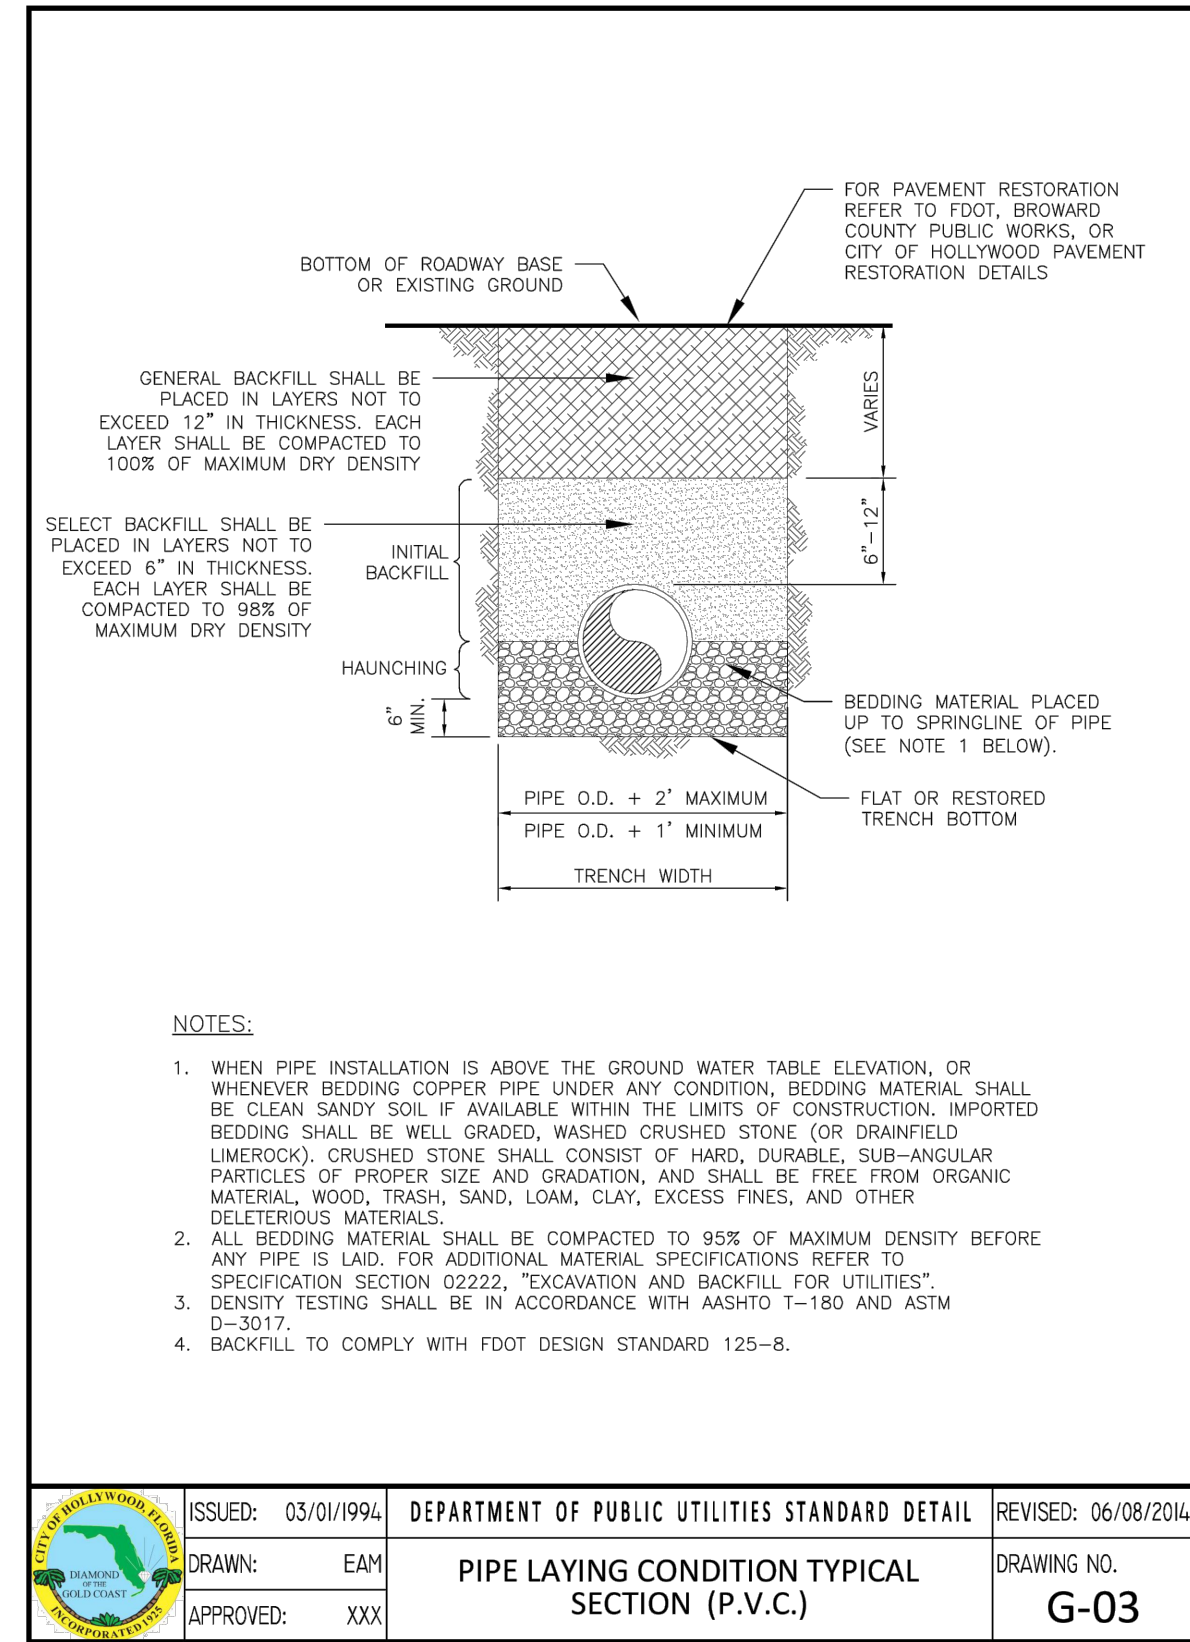 FOR PAVEMENT RESTORATION
REFER TO FDOT, BROWARD
COUNTY PUBLIC WORKS, OR
CITY OF HOLLYWOOD PAVEMENT
RESTORATION DETAILS
BOTTOM OF ROADWAY BASE
OR EXISTING GROUND
GENERAL BACKFILL SHALL BE
PLACED IN LAYERS NOT TO
EXCEED 12" IN THICKNESS. EACH
LAYER SHALL BE COMPACTED TO
100% OF MAXIMUM DRY DENSITY
VARIES
SELECT BACKFILL SHALL BE
PLACED IN LAYERS NOT TO
EXCEED 6" IN THICKNESS.
EACH LAYER SHALL BE
COMPACTED TO 98% OF
MAXIMUM DRY DENSITY
INITIAL
BACKFILL
6"-12"
HAUNCHING
6"
MIN.
BEDDING MATERIAL PLACED
UP TO SPRINGLINE OF PIPE
(SEE NOTE 1 BELOW).
FLAT OR RESTORED
TRENCH BOTTOM
PIPE O.D. + 2' MAXIMUM
PIPE O.D. + 1' MINIMUM
TRENCH WIDTH
NOTES:
1. WHEN PIPE INSTALLATION IS ABOVE THE GROUND WATER TABLE ELEVATION, OR
WHENEVER BEDDING COPPER PIPE UNDER ANY CONDITION, BEDDING MATERIAL SHALL
BE CLEAN SANDY SOIL IF AVAILABLE WITHIN THE LIMITS OF CONSTRUCTION. IMPORTED
BEDDING SHALL BE WELL GRADED, WASHED CRUSHED STONE (OR DRAINFIELD
LIMEROCK). CRUSHED STONE SHALL CONSIST OF HARD, DURABLE, SUB-ANGULAR
PARTICLES OF PROPER SIZE AND GRADATION, AND SHALL BE FREE FROM ORGANIC
MATERIAL, WOOD, TRASH, SAND, LOAM, CLAY, EXCESS FINES, AND OTHER
DELETERIOUS MATERIALS.
2. ALL BEDDING MATERIAL SHALL BE COMPACTED TO 95% OF MAXIMUM DENSITY BEFORE
ANY PIPE IS LAID. FOR ADDITIONAL MATERIAL SPECIFICATIONS REFER TO
SPECIFICATION SECTION 02222, "EXCAVATION AND BACKFILL FOR UTILITIES".
3. DENSITY TESTING SHALL BE IN ACCORDANCE WITH AASHTO T-180 AND ASTM
D-3017.
4. BACKFILL TO COMPLY WITH FDOT DESIGN STANDARD 125-8.
CITY OF HOLLYWOOD, FLORIDA
DIAMOND
OF THE
GOLD COAST
INCORPORATED 1925
ISSUED: 03/01/1994
DRAWN: EAM
APPROVED: XXX
DEPARTMENT OF PUBLIC UTILITIES STANDARD DETAIL
PIPE LAYING CONDITION TYPICAL
SECTION (P.V.C.)
REVISED: 06/08/2014
DRAWING NO.
G-03